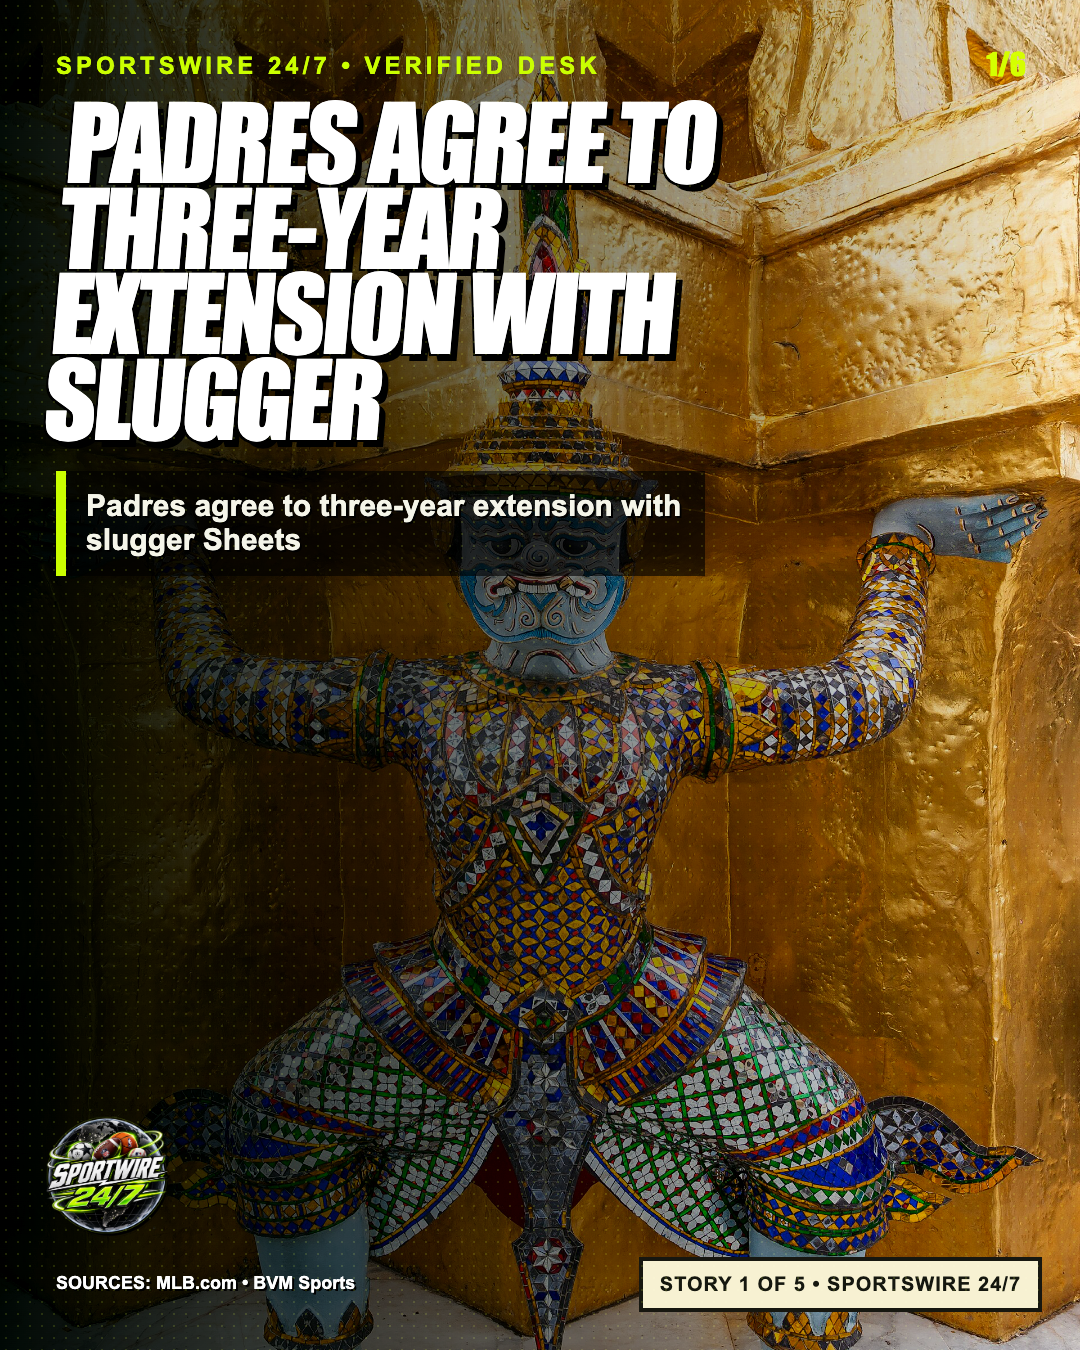 SPORTSWIRE 24/7 • VERIFIED DESK
1/6
PADRES AGREE TO
THREE-YEAR
EXTENSION WITH
SLUGGER
Padres agree to three-year extension with
slugger Sheets
SPORTWIRE
24/7
SOURCES: MLB.com • BVM Sports
STORY 1 OF 5 • SPORTSWIRE 24/7